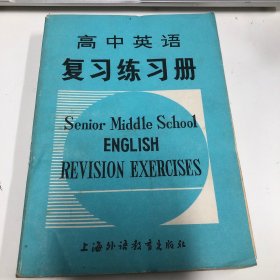 高中英语
复习练习册
Senior Middle School
ENGLISH
REVISION EXERCISES
上海外语教育出版社